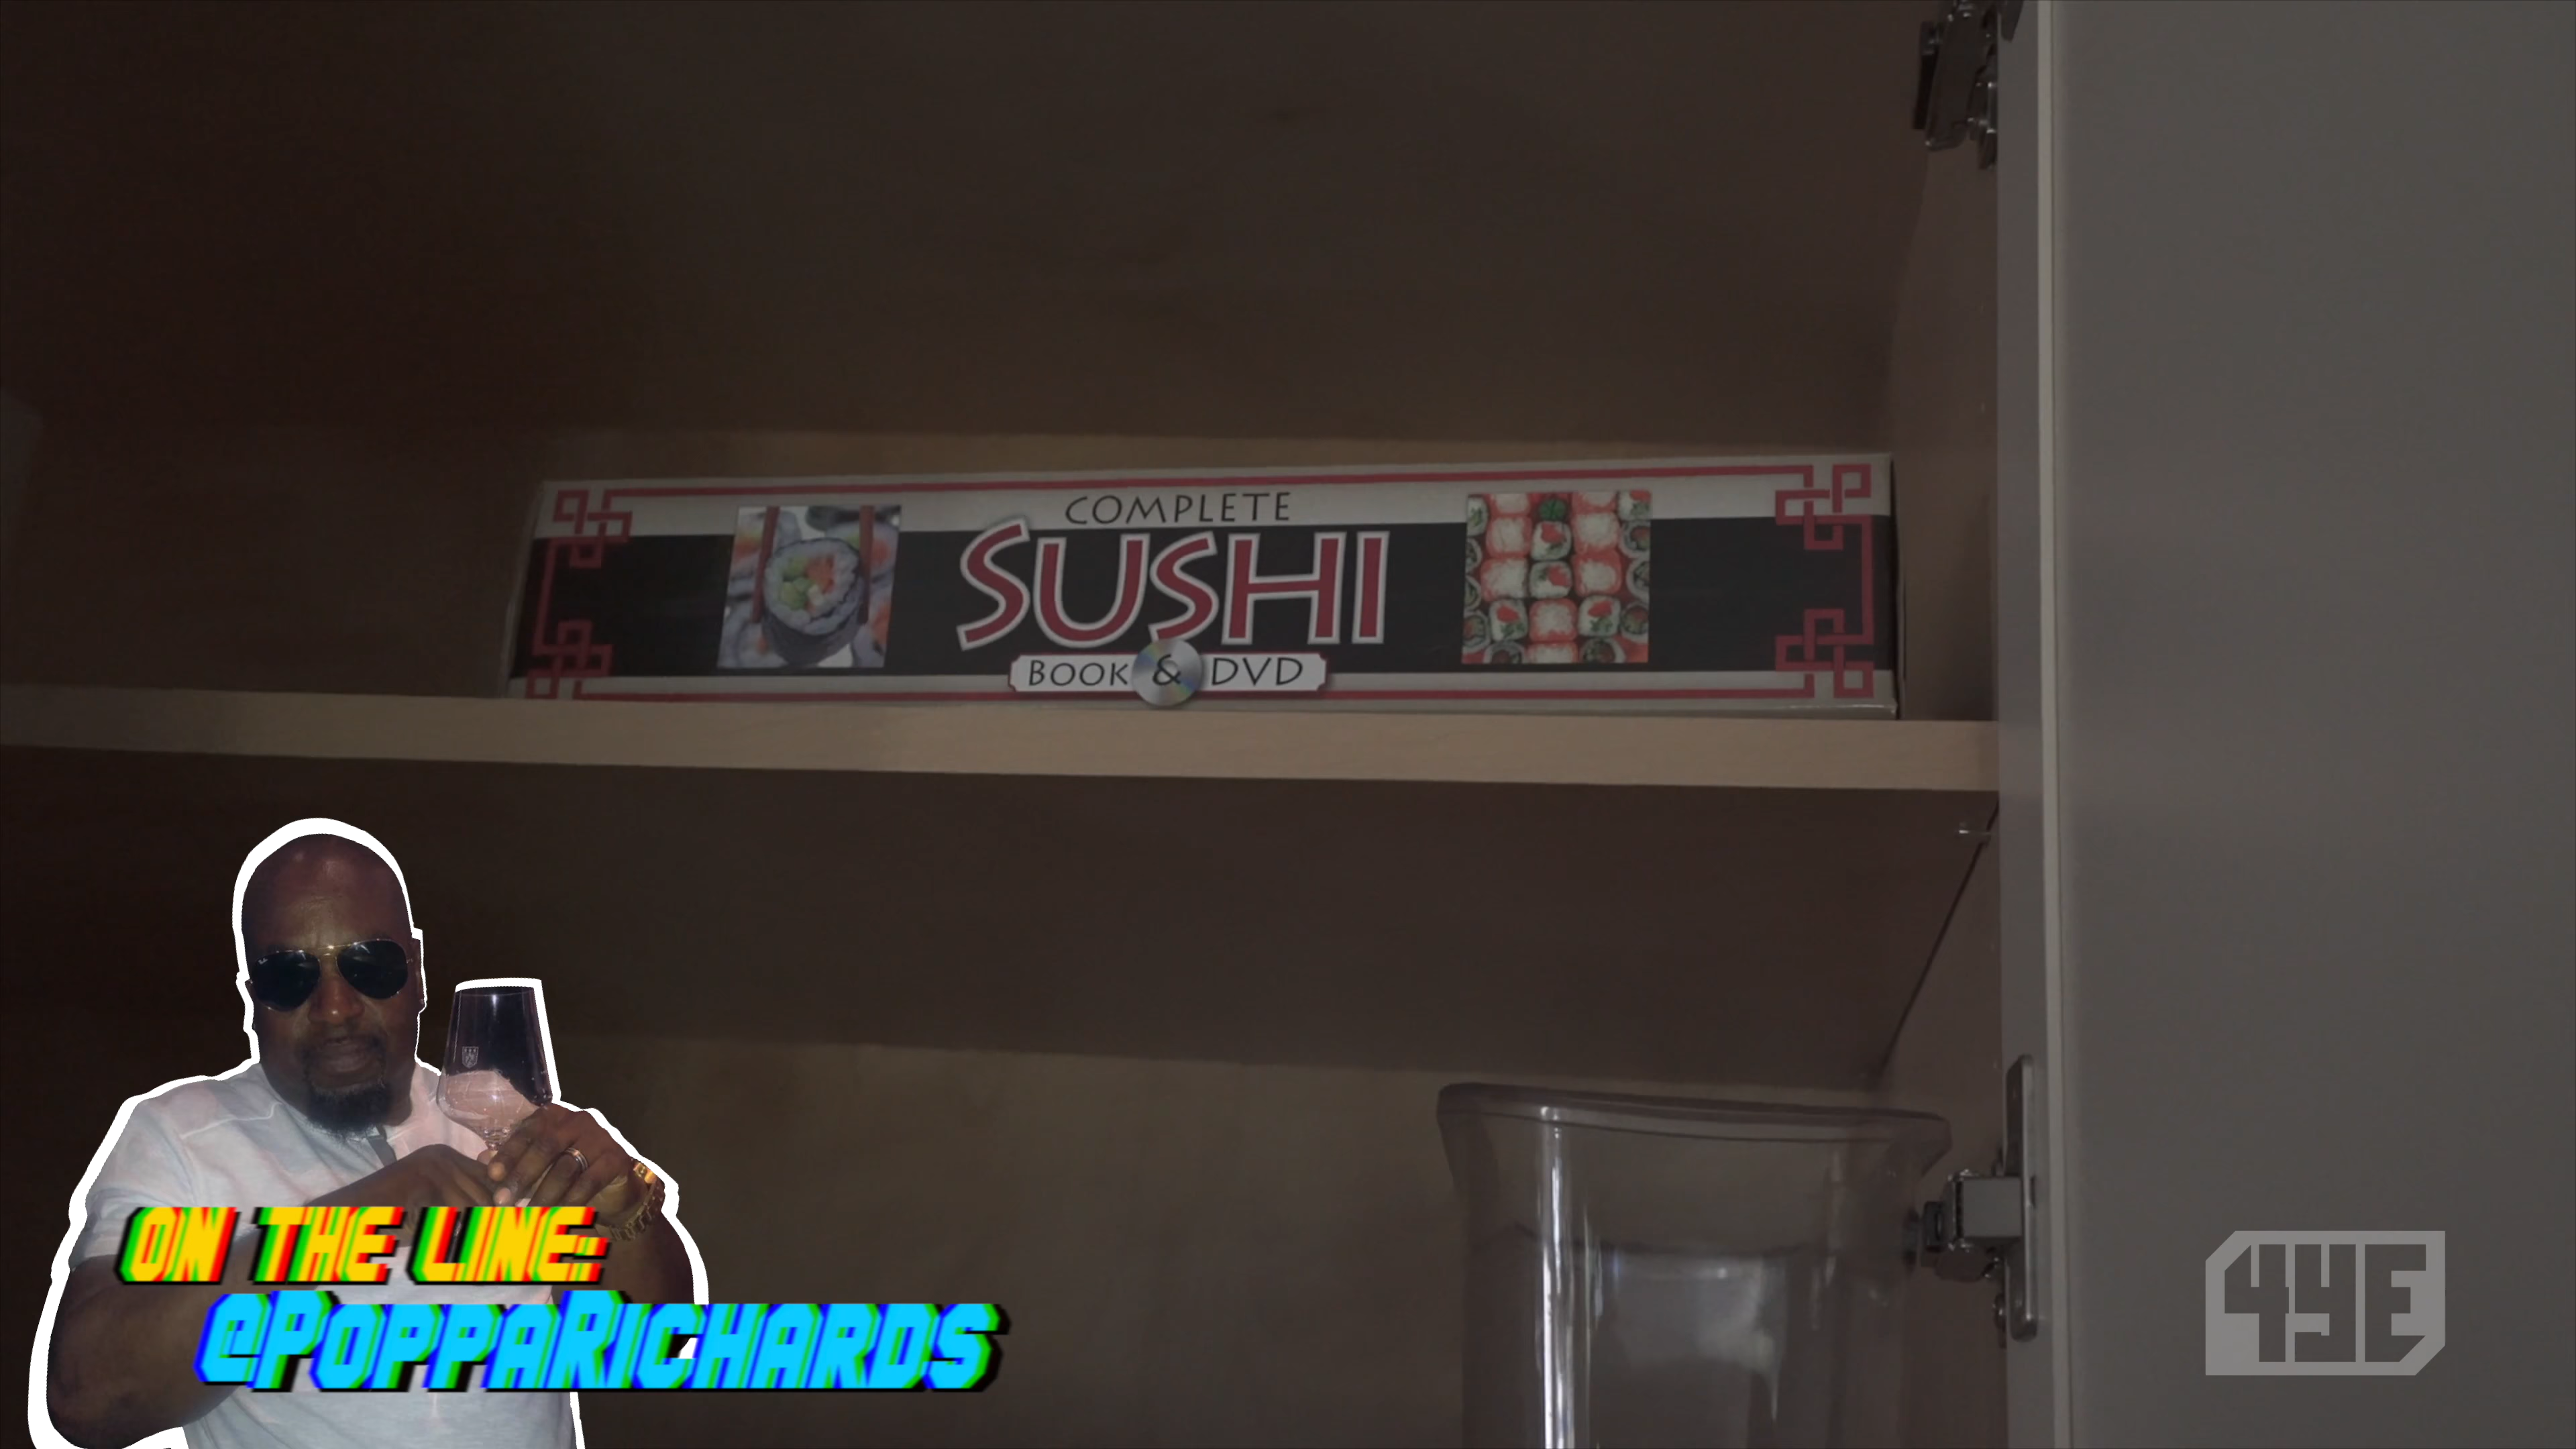 COMPLETE
SUSHI
BOOK & DVD
ON THE LINE:
@POPPARICHARDS
4YE